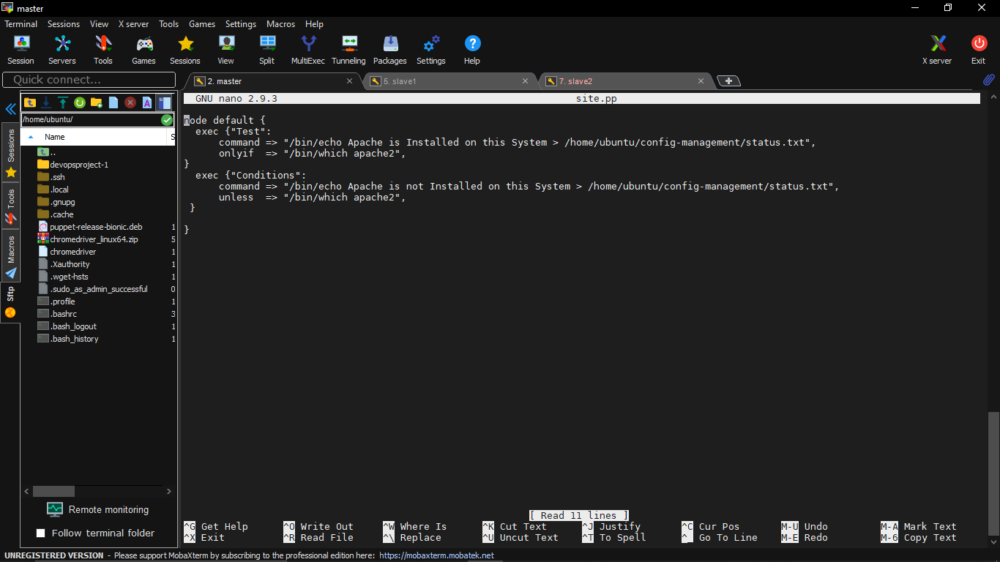 master
Terminal Sessions View X server Tools Games Settings Macros Help
Session Servers Tools Games Sessions View Split MultiExec Tunneling Packages Settings Help X server Exit
Quick connect...
2. master 5. slave1 7. slave2
/home/ubuntu/
Name S
..
devopsproject-1
.ssh
.local
.gnupg
.cache
puppet-release-bionic.deb 1
chromedriver_linux64.zip 5
chromedriver 1
.Xauthority 1
.wget-hsts 1
.sudo_as_admin_successful 0
.profile 1
.bashrc 3
.bash_logout 1
.bash_history 1
Sessions
Tools
Macros
Sftp
Remote monitoring
Follow terminal folder
GNU nano 2.9.3 site.pp
node default {
  exec {"Test":
      command => "/bin/echo Apache is Installed on this System > /home/ubuntu/config-management/status.txt",
      onlyif  => "/bin/which apache2",
}
  exec {"Conditions":
      command => "/bin/echo Apache is not Installed on this System > /home/ubuntu/config-management/status.txt",
      unless  => "/bin/which apache2",
 }
}
[ Read 11 lines ]
^G Get Help ^O Write Out ^W Where Is ^K Cut Text ^J Justify ^C Cur Pos M-U Undo M-A Mark Text
^X Exit ^R Read File ^\ Replace ^U Uncut Text ^T To Spell ^_ Go To Line M-E Redo M-6 Copy Text
UNREGISTERED VERSION - Please support MobaXterm by subscribing to the professional edition here: https://mobaxterm.mobatek.net